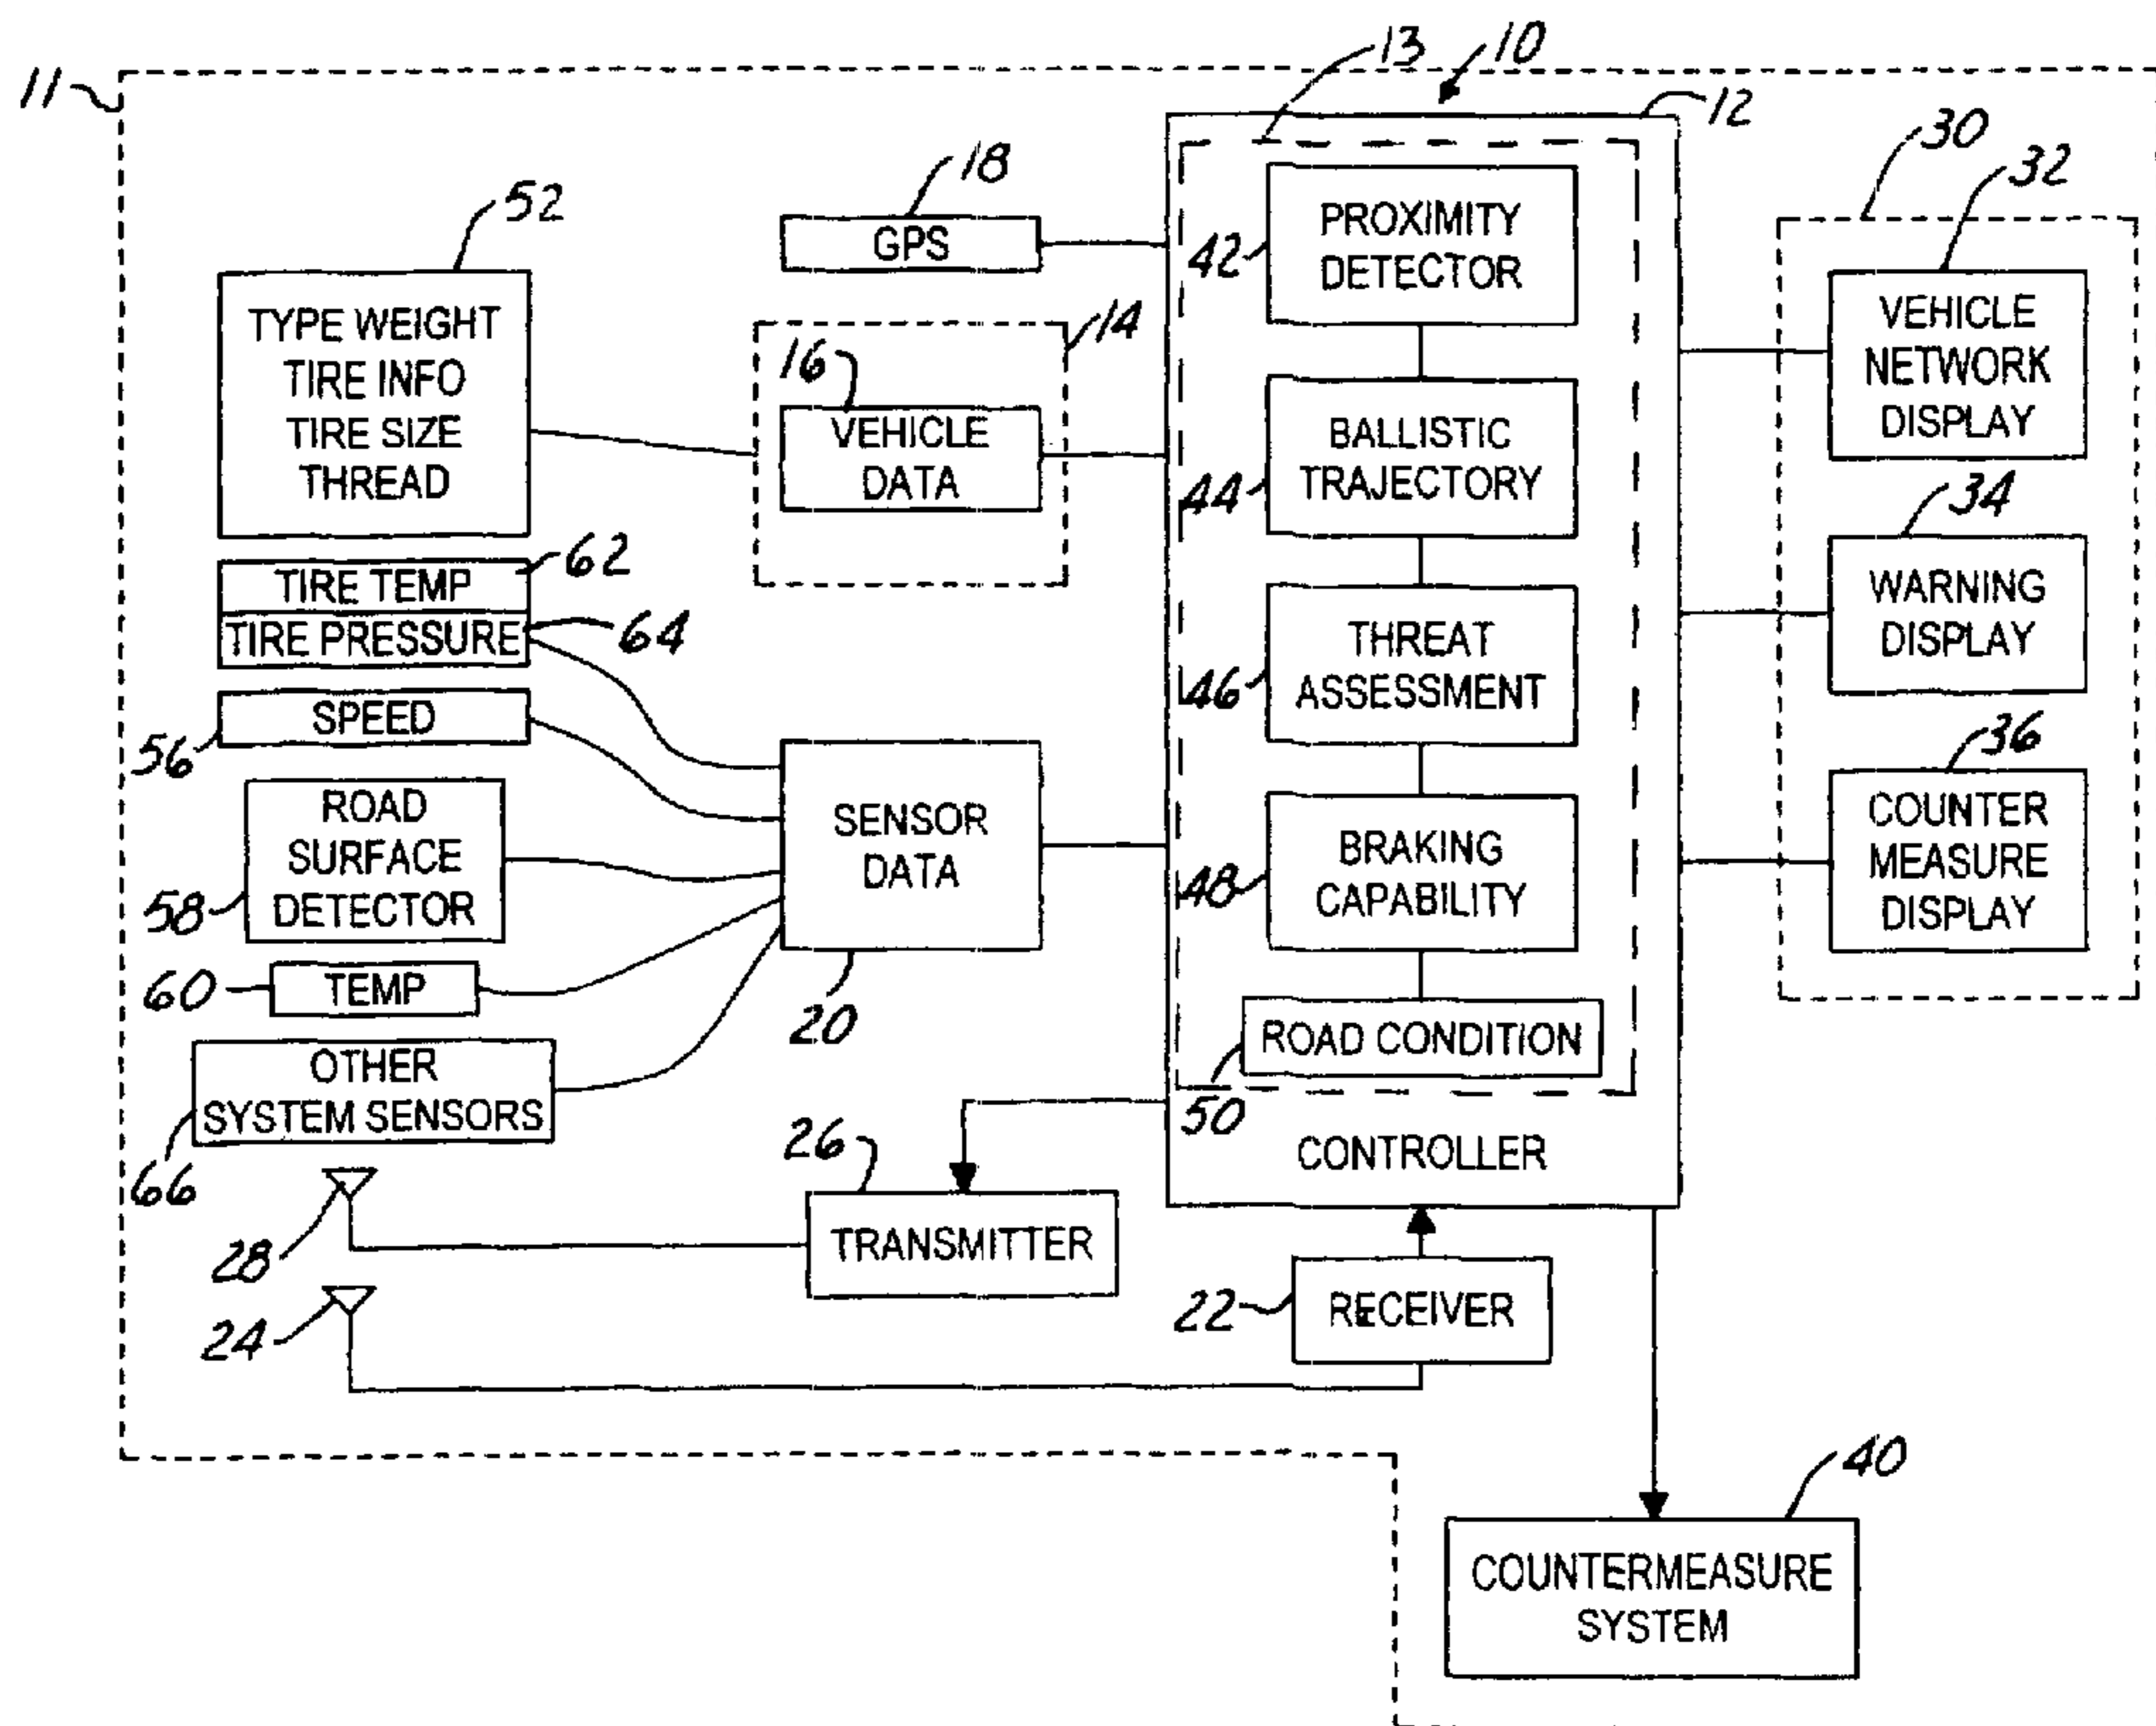 11
13
10
12
52
18
30
32
GPS
42
PROXIMITY
DETECTOR
VEHICLE
NETWORK
DISPLAY
TYPE WEIGHT
TIRE INFO
TIRE SIZE
THREAD
14
16
VEHICLE
DATA
44
BALLISTIC
TRAJECTORY
34
WARNING
DISPLAY
62
TIRE TEMP
TIRE PRESSURE
64
46
THREAT
ASSESSMENT
SPEED
56
36
COUNTER
MEASURE
DISPLAY
ROAD
SURFACE
DETECTOR
58
SENSOR
DATA
20
48
BRAKING
CAPABILITY
60
TEMP
ROAD CONDITION
50
OTHER
SYSTEM SENSORS
66
CONTROLLER
26
TRANSMITTER
28
24
22
RECEIVER
40
COUNTERMEASURE
SYSTEM